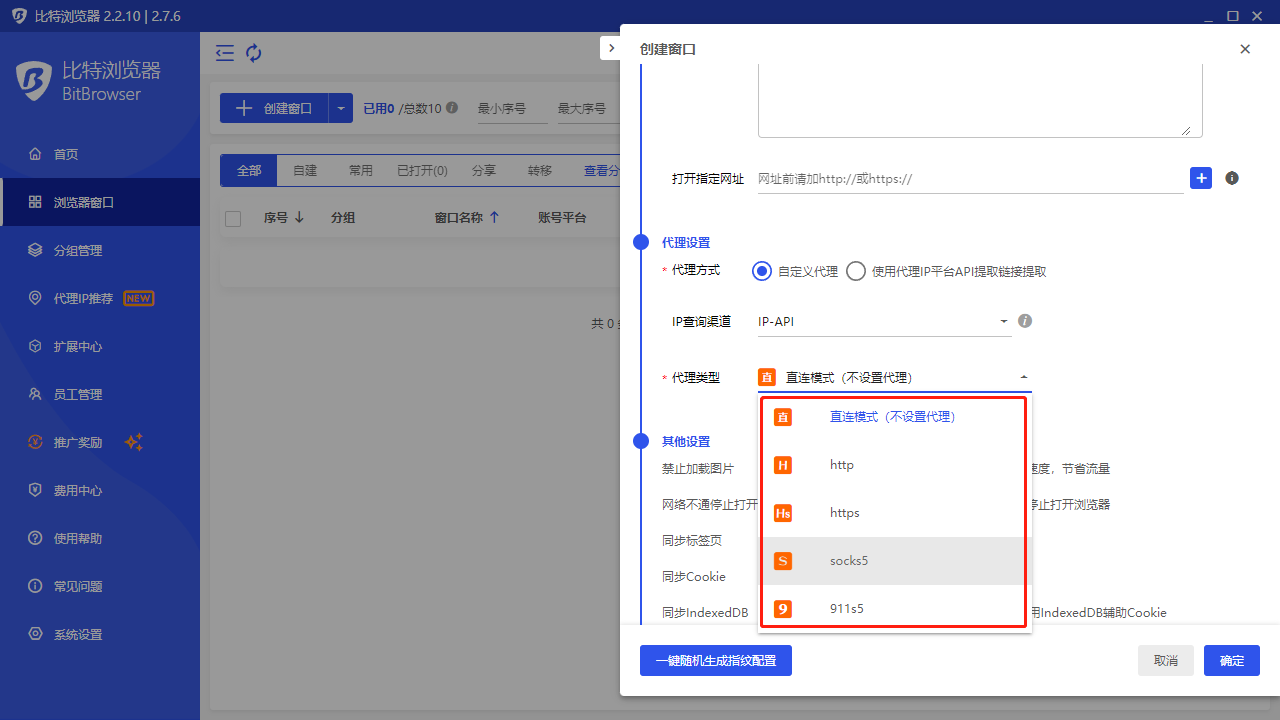 比特浏览器 2.2.10 | 2.7.6
比特浏览器
BitBrowser
首页
浏览器窗口
分组管理
代理IP推荐 NEW
扩展中心
员工管理
推广奖励
费用中心
使用帮助
常见问题
系统设置
创建窗口 已用0 /总数10 最小序号 最大序号
全部 自建 常用 已打开(0) 分享 转移 查看分
序号 分组 窗口名称 账号平台
共 0
创建窗口
打开指定网址 网址前请加http://或https://
代理设置
* 代理方式 自定义代理 使用代理IP平台API提取链接提取
IP查询渠道 IP-API
* 代理类型 直 直连模式（不设置代理）
直 直连模式（不设置代理）
H http
Hs https
S socks5
9 911s5
其他设置
禁止加载图片 速度，节省流量
网络不通停止打开 停止打开浏览器
同步标签页
同步Cookie
同步IndexedDB 用IndexedDB辅助Cookie
一键随机生成指纹配置 取消 确定